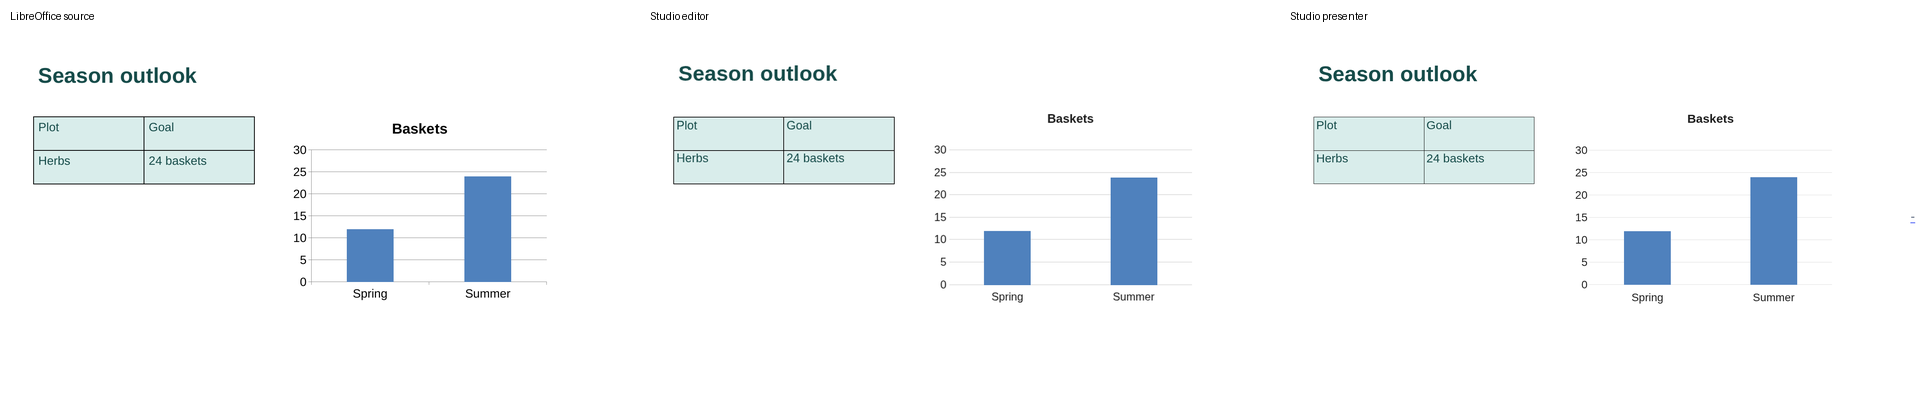 LibreOffice source
Season outlook
Plot Goal
Herbs 24 baskets
Baskets
30
25
20
15
10
5
0
Spring Summer
Studio editor
Season outlook
Plot Goal
Herbs 24 baskets
Baskets
30
25
20
15
10
5
0
Spring Summer
Studio presenter
Season outlook
Plot Goal
Herbs 24 baskets
Baskets
30
25
20
15
10
5
0
Spring Summer